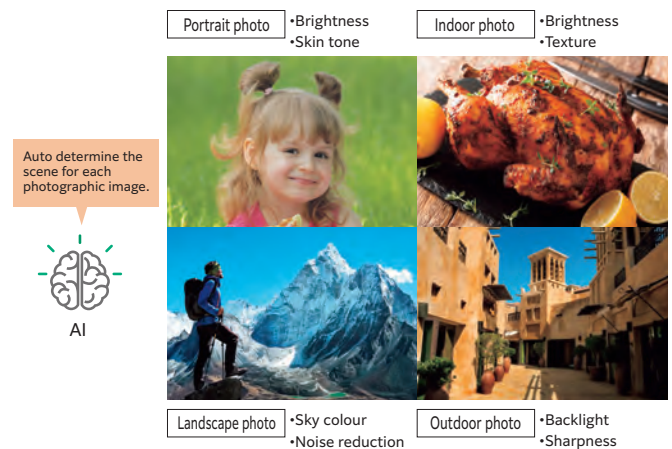 Portrait photo
•Brightness
•Skin tone
Indoor photo
•Brightness
•Texture
Auto determine the
scene for each
photographic image.
AI
Landscape photo
•Sky colour
•Noise reduction
Outdoor photo
•Backlight
•Sharpness